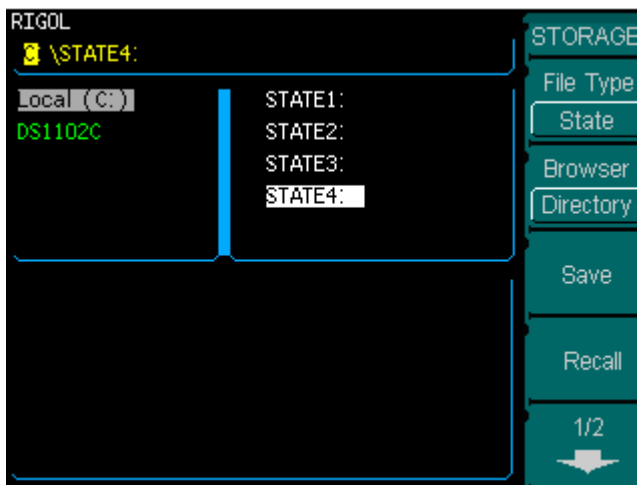 RIGOL
C \STATE4:
Local (C:)
DS1102C
STATE1:
STATE2:
STATE3:
STATE4:
STORAGE
File Type
State
Browser
Directory
Save
Recall
1/2